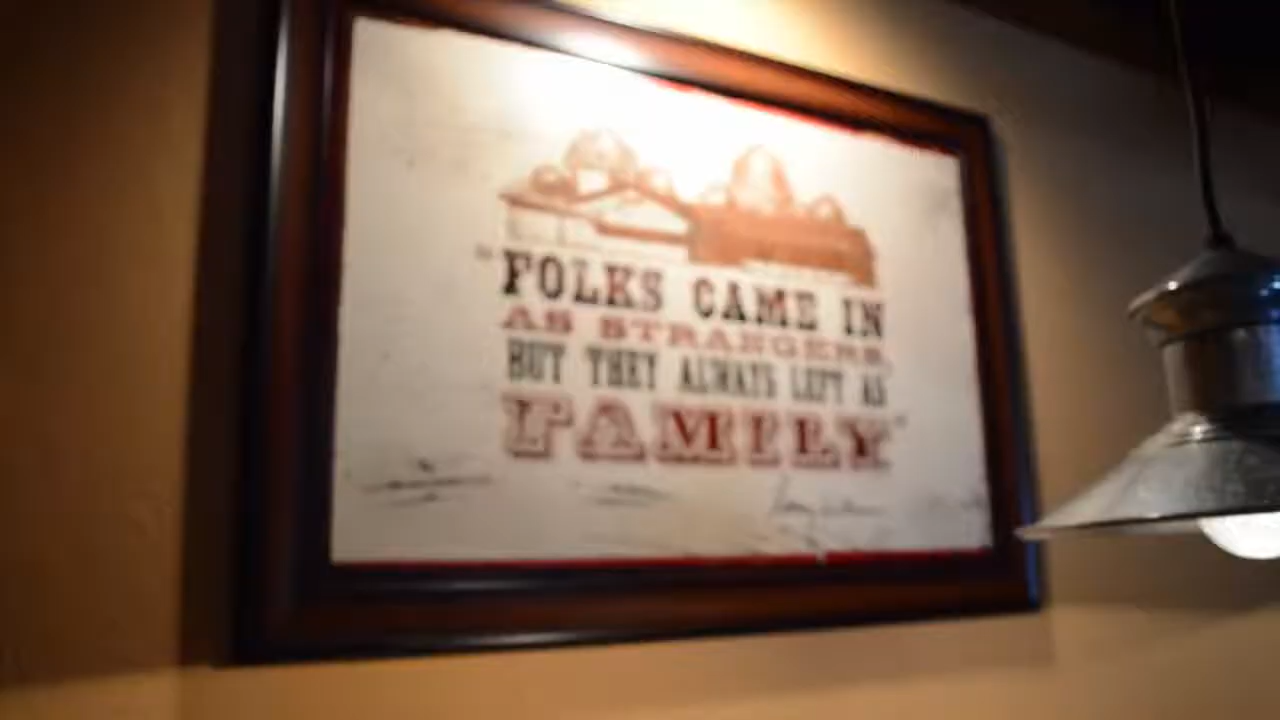 "FOLKS CAME IN
AS STRANGERS,
BUT THEY ALWAYS LEFT AS
FAMILY"